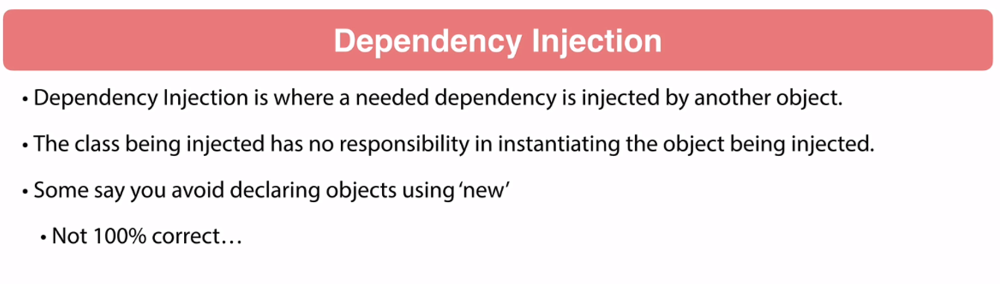 Dependency Injection
• Dependency Injection is where a needed dependency is injected by another object.
• The class being injected has no responsibility in instantiating the object being injected.
• Some say you avoid declaring objects using ‘new’
• Not 100% correct…